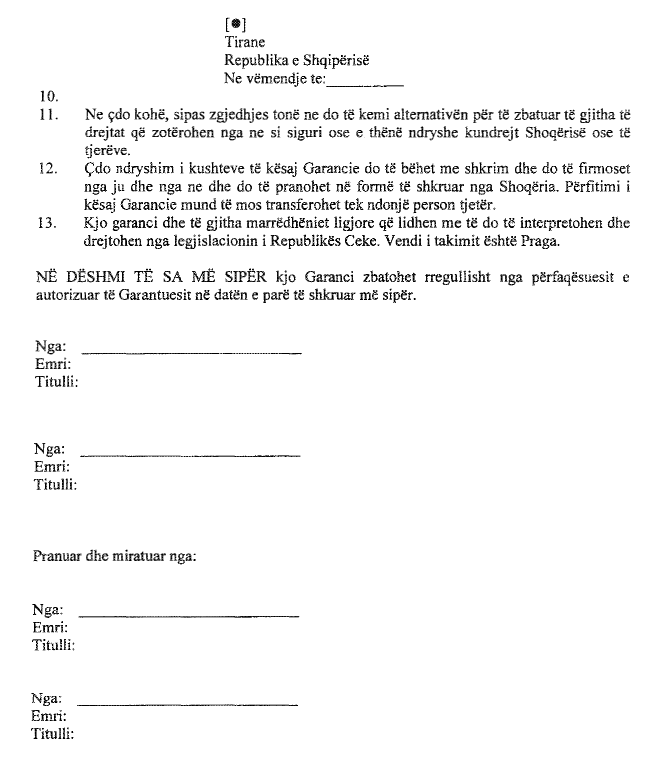 [●]
Tirane
Republika e Shqipërisë
Ne vëmendje te:___________
10.
11. Ne çdo kohë, sipas zgjedhjes tonë ne do të kemi alternativën për të zbatuar të gjitha të
drejtat që zotërohen nga ne si siguri ose e thënë ndryshe kundrejt Shoqërisë ose të
tjerëve.
12. Çdo ndryshim i kushteve të kësaj Garancie do të bëhet me shkrim dhe do të firmoset
nga ju dhe nga ne dhe do të pranohet në formë të shkruar nga Shoqëria. Përfitimi i
kësaj Garancie mund të mos transferohet tek ndonjë person tjetër.
13. Kjo garanci dhe të gjitha marrëdhëniet ligjore që lidhen me të do të interpretohen dhe
drejtohen nga legjislacionin i Republikës Ceke. Vendi i takimit është Praga.
NË DËSHMI TË SA MË SIPËR kjo Garanci zbatohet rregullisht nga përfaqësuesit e
autorizuar të Garantuesit në datën e parë të shkruar më sipër.
Nga: ______________________________
Emri:
Titulli:
Nga: ______________________________
Emri:
Titulli:
Pranuar dhe miratuar nga:
Nga: ______________________________
Emri:
Titulli:
Nga: ______________________________
Emri:
Titulli: